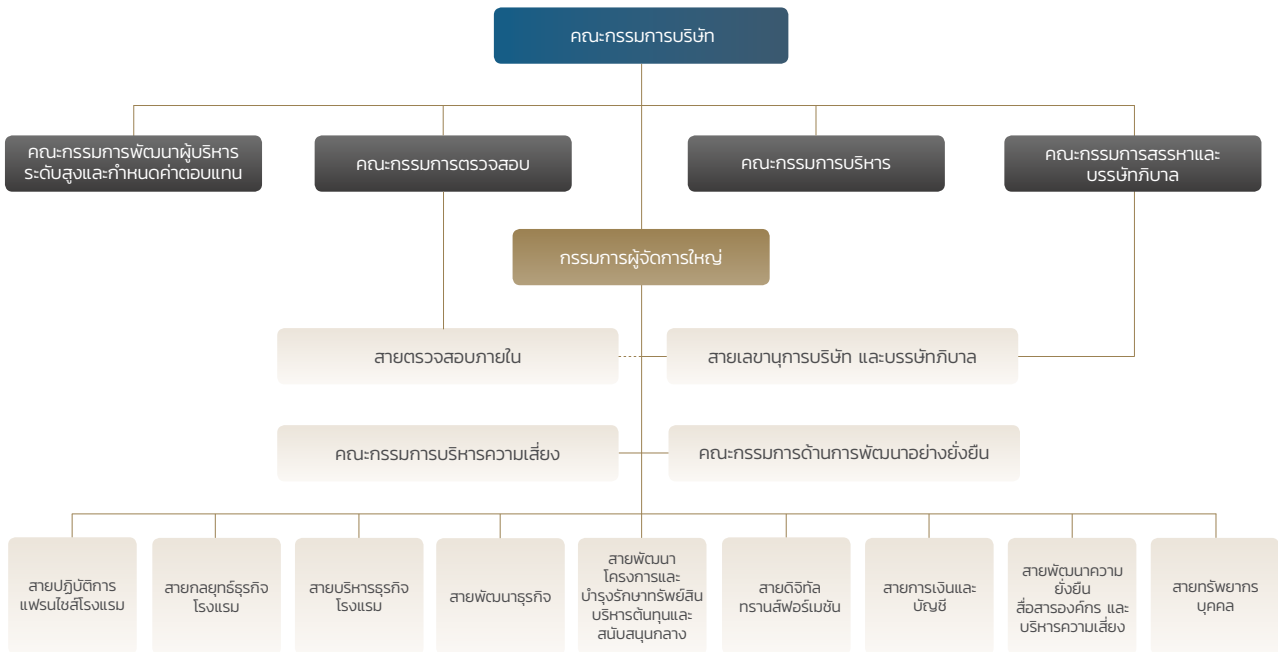 คณะกรรมการบริษัท
คณะกรรมการพัฒนาผู้บริหาร
ระดับสูงและกำหนดค่าตอบแทน
คณะกรรมการตรวจสอบ
คณะกรรมการบริหาร
คณะกรรมการสรรหาและ
บรรษัทภิบาล
กรรมการผู้จัดการใหญ่
สายตรวจสอบภายใน
สายเลขานุการบริษัท และบรรษัทภิบาล
คณะกรรมการบริหารความเสี่ยง
คณะกรรมการด้านการพัฒนาอย่างยั่งยืน
สายปฏิบัติการ
แฟรนไชส์โรงแรม
สายกลยุทธ์ธุรกิจ
โรงแรม
สายบริหารธุรกิจ
โรงแรม
สายพัฒนาธุรกิจ
สายพัฒนา
โครงการและ
บำรุงรักษาทรัพย์สิน
บริหารต้นทุนและ
สนับสนุนกลาง
สายดิจิทัล
ทรานส์ฟอร์เมชัน
สายการเงินและ
บัญชี
สายพัฒนาความ
ยั่งยืน
สื่อสารองค์กร และ
บริหารความเสี่ยง
สายทรัพยากร
บุคคล